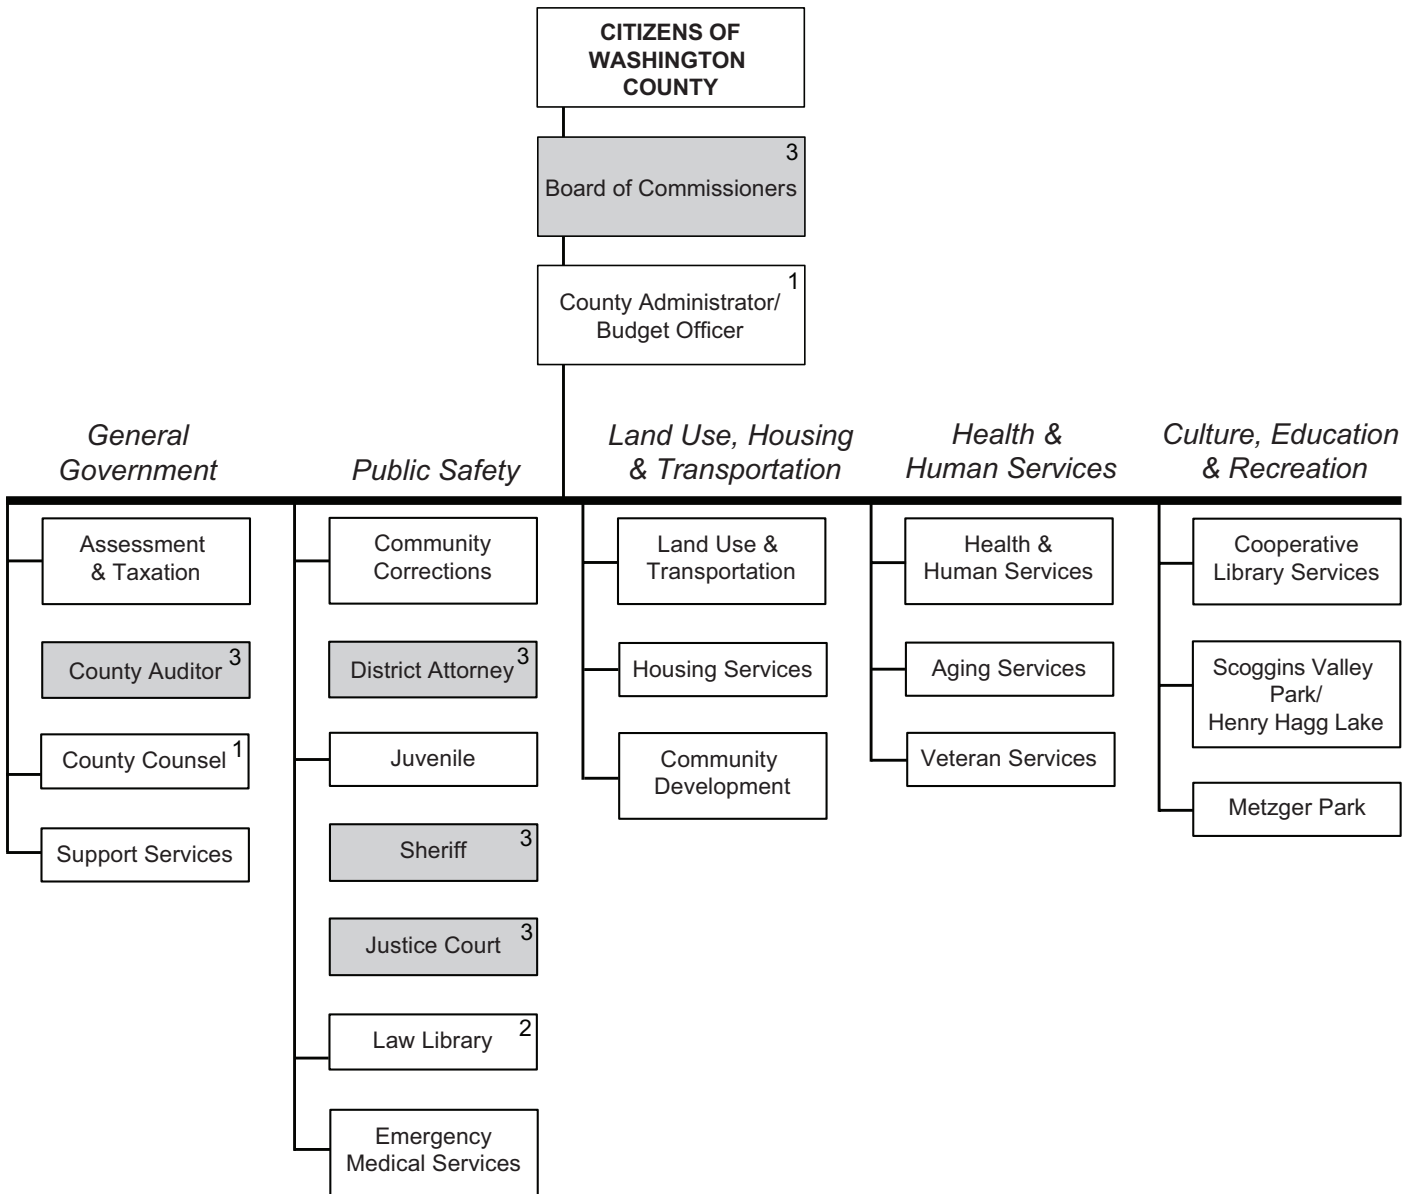 CITIZENS OF
WASHINGTON
COUNTY
3
Board of Commissioners
1
County Administrator/
Budget Officer
General
Government
Public Safety
Land Use, Housing
& Transportation
Health &
Human Services
Culture, Education
& Recreation
Assessment
& Taxation
County Auditor 3
County Counsel 1
Support Services
Community
Corrections
District Attorney 3
Juvenile
Sheriff 3
Justice Court 3
Law Library 2
Emergency
Medical Services
Land Use &
Transportation
Housing Services
Community
Development
Health &
Human Services
Aging Services
Veteran Services
Cooperative
Library Services
Scoggins Valley
Park/
Henry Hagg Lake
Metzger Park